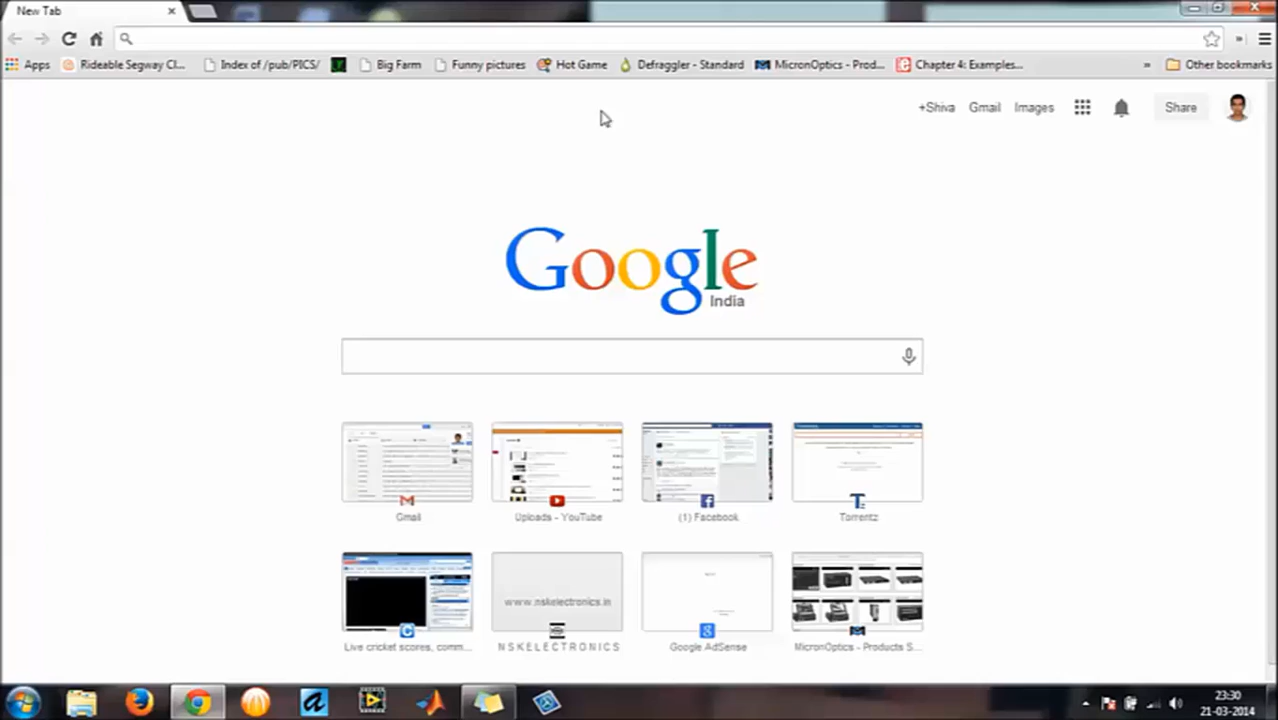 New Tab
Apps Rideable Segway Cl... Index of /pub/PICS/ Big Farm Funny pictures Hot Game Defraggler - Standard MicronOptics - Prod... Chapter 4: Examples... » Other bookmarks
+Shiva Gmail Images Share
Google
India
Gmail Uploads - YouTube (1) Facebook Torrentz
www.nskelectronics.in
Live cricket scores, comm... N S K E L E C T R O N I C S Google AdSense MicronOptics - Products S...
23:30
21-03-2014